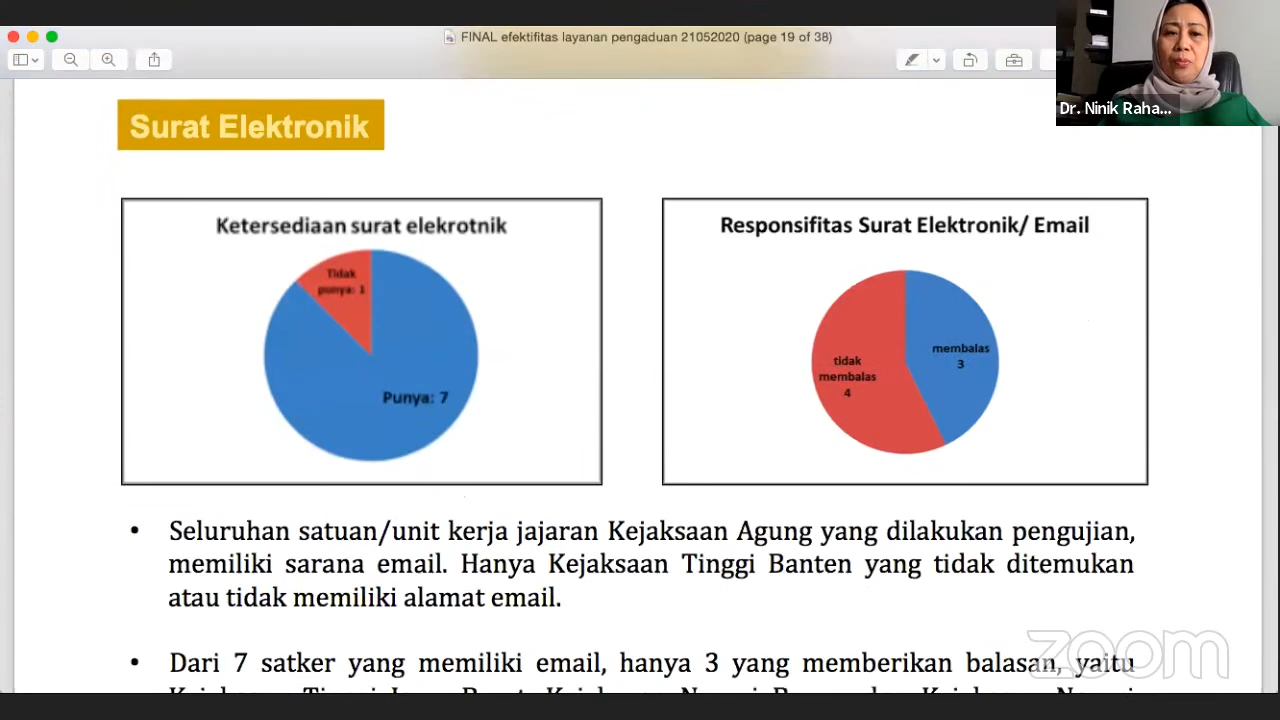 FINAL efektifitas layanan pengaduan 21052020 (page 19 of 38)
Dr. Ninik Raha...
Surat Elektronik
Ketersediaan surat elekrotnik
Tidak
punya: 1
Punya: 7
Responsifitas Surat Elektronik/ Email
membalas
3
tidak
membalas
4
• Seluruhan satuan/unit kerja jajaran Kejaksaan Agung yang dilakukan pengujian,
memiliki sarana email. Hanya Kejaksaan Tinggi Banten yang tidak ditemukan
atau tidak memiliki alamat email.
• Dari 7 satker yang memiliki email, hanya 3 yang memberikan balasan, yaitu
zoom